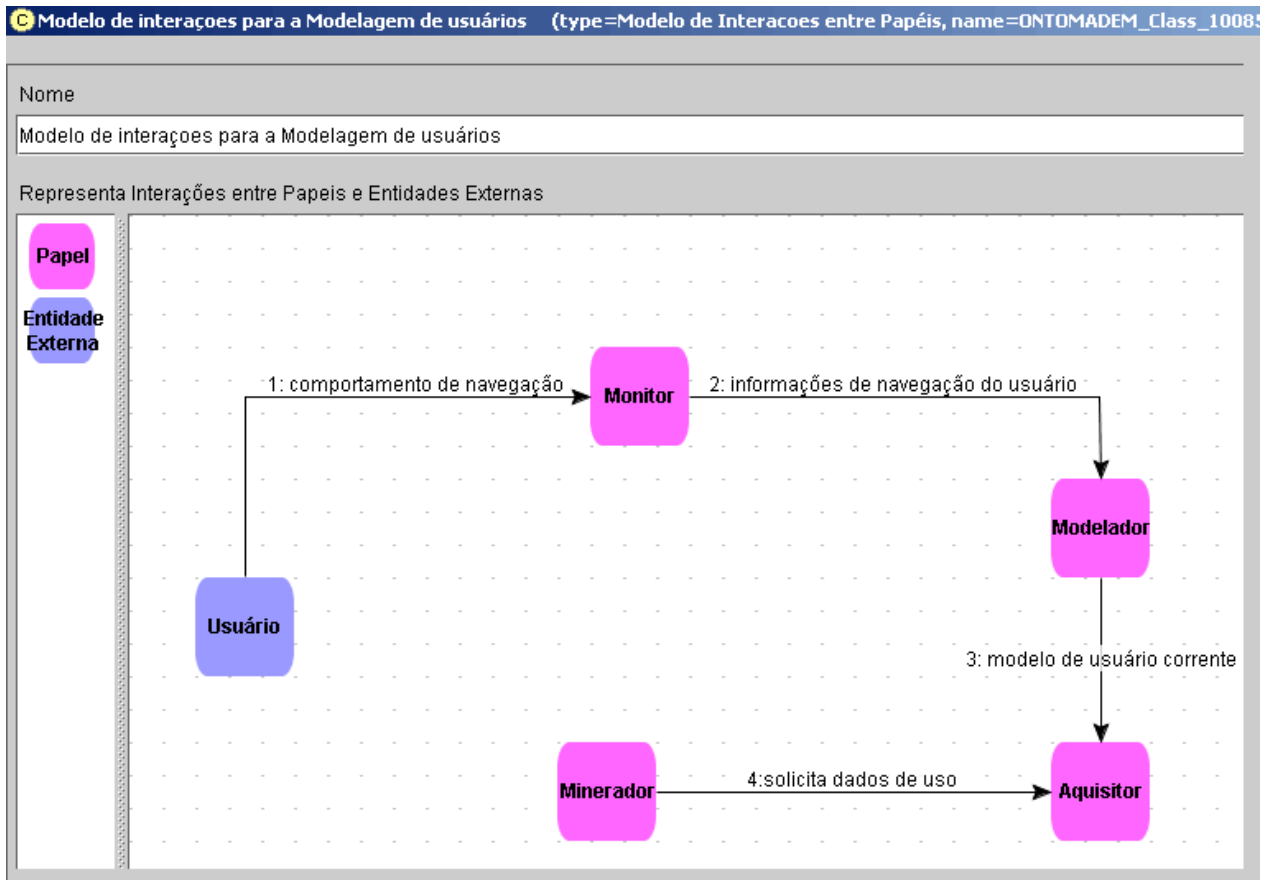 C Modelo de interaçoes para a Modelagem de usuários (type=Modelo de Interacoes entre Papéis, name=ONTOMADEM_Class_10085
Nome
Modelo de interaçoes para a Modelagem de usuários
Representa Interações entre Papeis e Entidades Externas
Papel
Entidade
Externa
1: comportamento de navegação
Monitor
2: informações de navegação do usuário
Modelador
Usuário
3: modelo de usuário corrente
Minerador
4:solicita dados de uso
Aquisitor